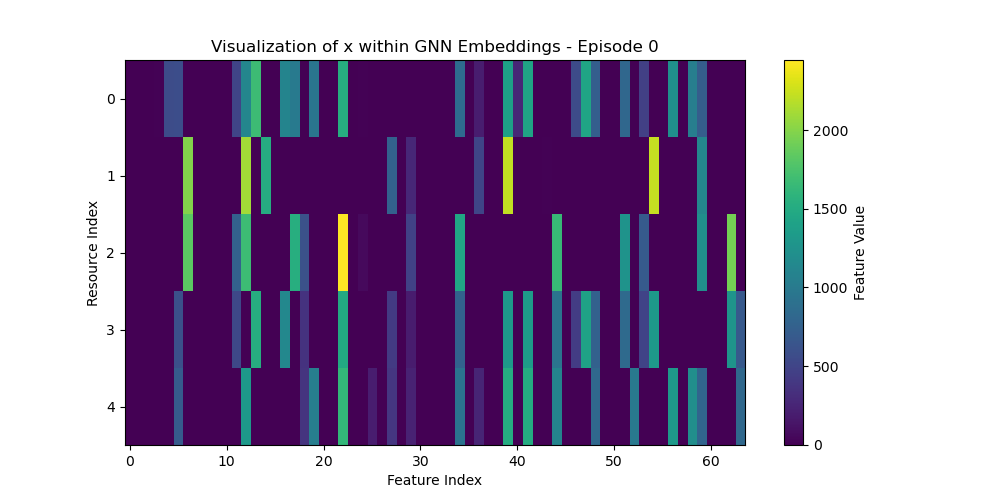 Visualization of x within GNN Embeddings - Episode 0
0
1
2
3
4
Resource Index
0 10 20 30 40 50 60
Feature Index
2000
1500
1000
500
0
Feature Value